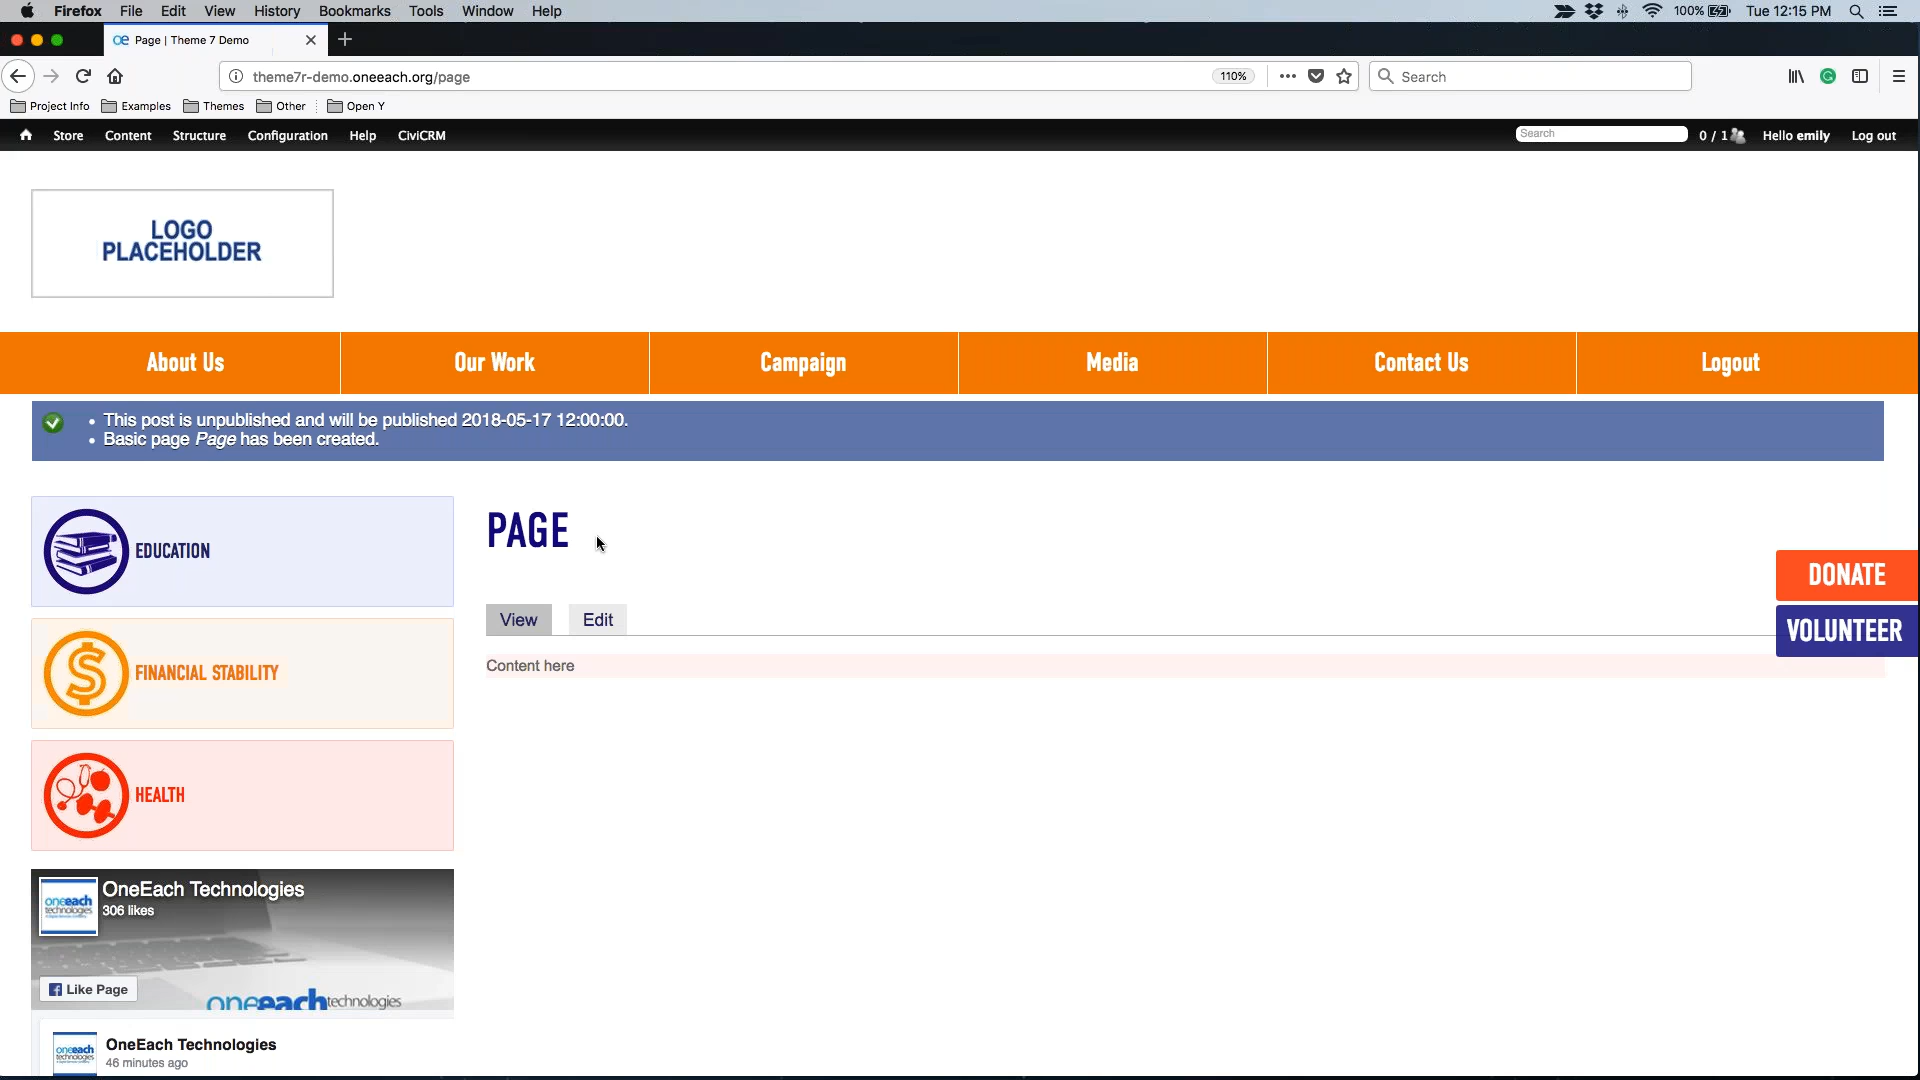 Firefox File Edit View History Bookmarks Tools Window Help 100% Tue 12:15 PM
Page | Theme 7 Demo
theme7r-demo.oneeach.org/page 110% Search
Project Info Examples Themes Other Open Y
Store Content Structure Configuration Help CiviCRM Search 0 / 1 Hello emily Log out
LOGO
PLACEHOLDER
About Us Our Work Campaign Media Contact Us Logout
This post is unpublished and will be published 2018-05-17 12:00:00.
Basic page Page has been created.
EDUCATION
PAGE
DONATE
View Edit
VOLUNTEER
Content here
FINANCIAL STABILITY
HEALTH
OneEach Technologies
306 likes
oneeach
technologies
Like Page
oneeachtechnologies
OneEach Technologies
46 minutes ago
oneeach
technologies